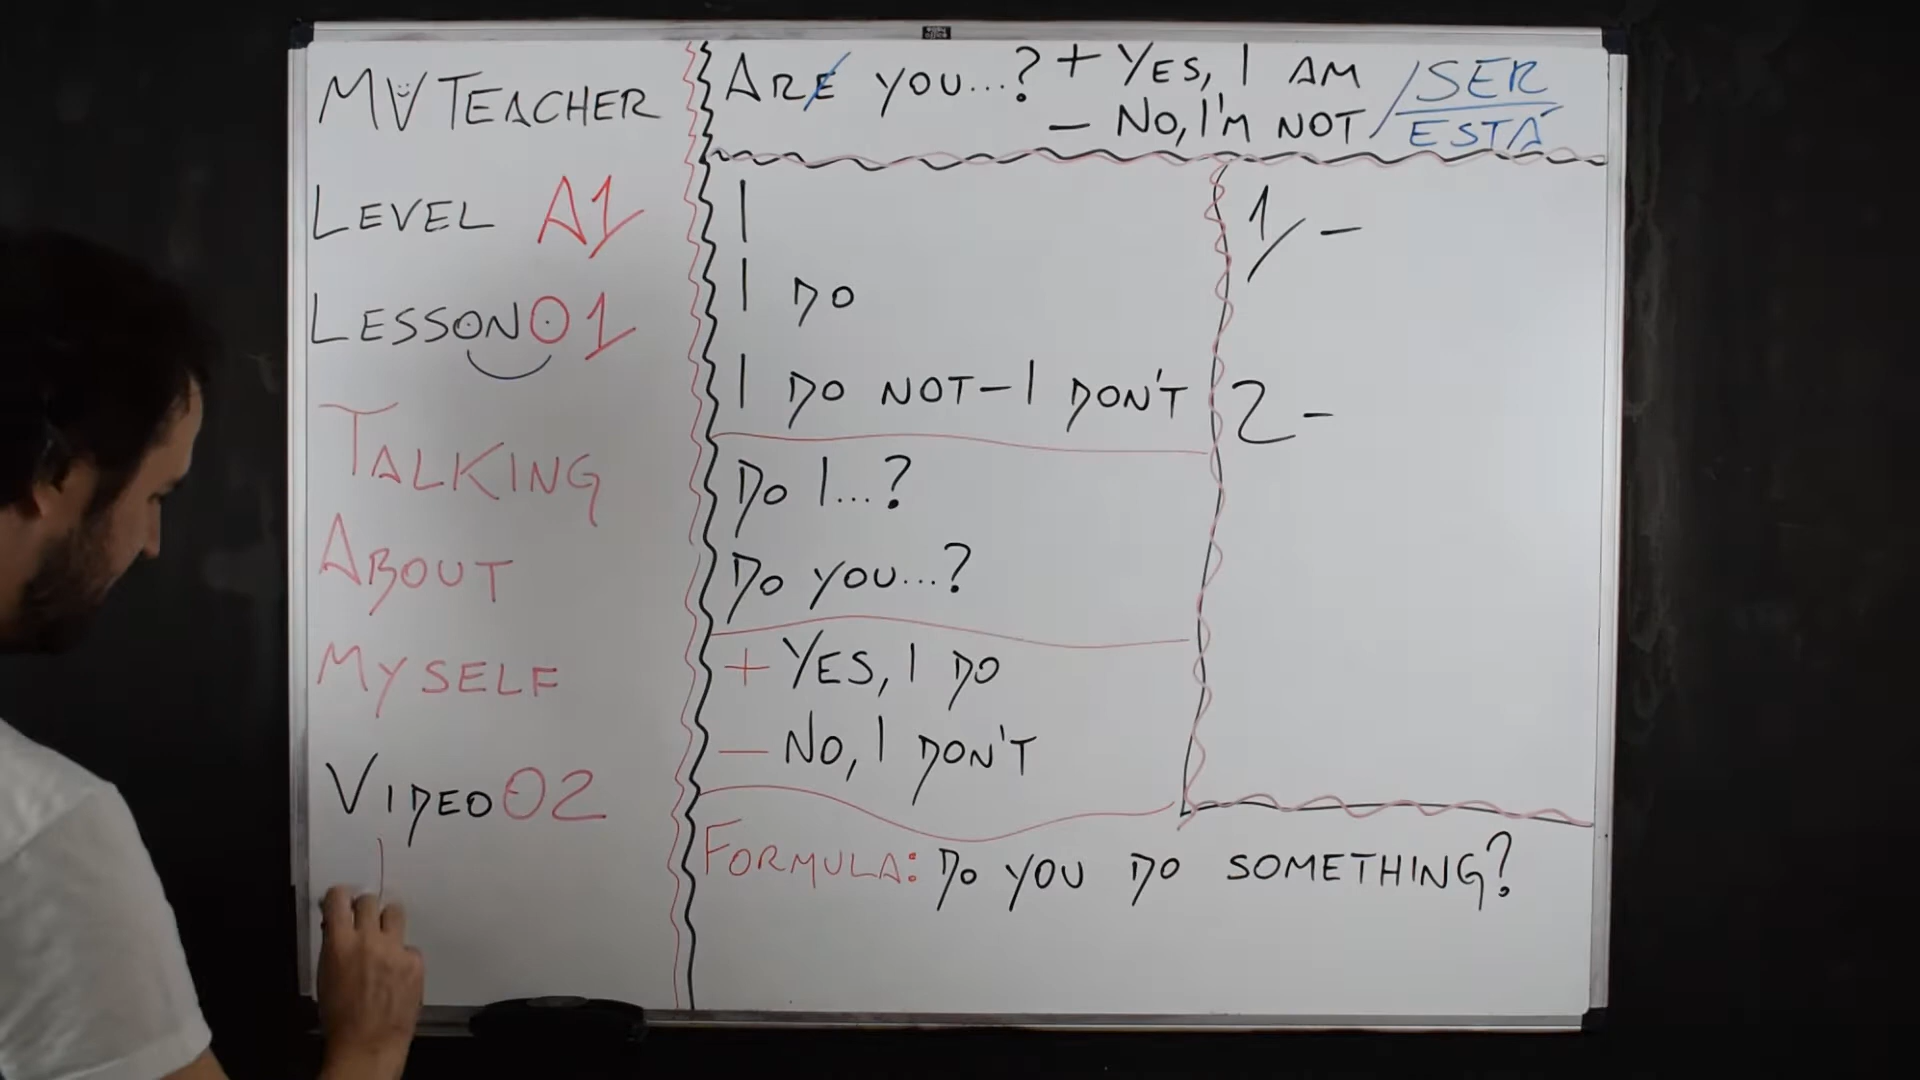 MV TEACHER
LEVEL A1
LESSON 01
TALKING
ABOUT
MYSELF
VIDEO 02
ARE YOU...? + YES, I AM
- NO, I'M NOT
/SER
ESTÁ
I
I DO
I DO NOT - I DON'T
DO I...?
DO YOU...?
+ YES, I DO
- NO, I DON'T
1/ -
2 -
FORMULA: DO YOU DO SOMETHING?